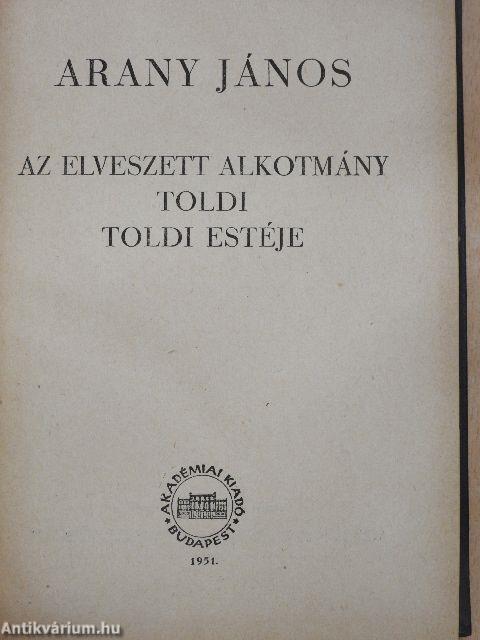 ARANY JÁNOS
AZ ELVESZETT ALKOTMÁNY
TOLDI
TOLDI ESTÉJE
AKADÉMIAI KIADÓ
* BUDAPEST *
1951.
Antikvárium.hu